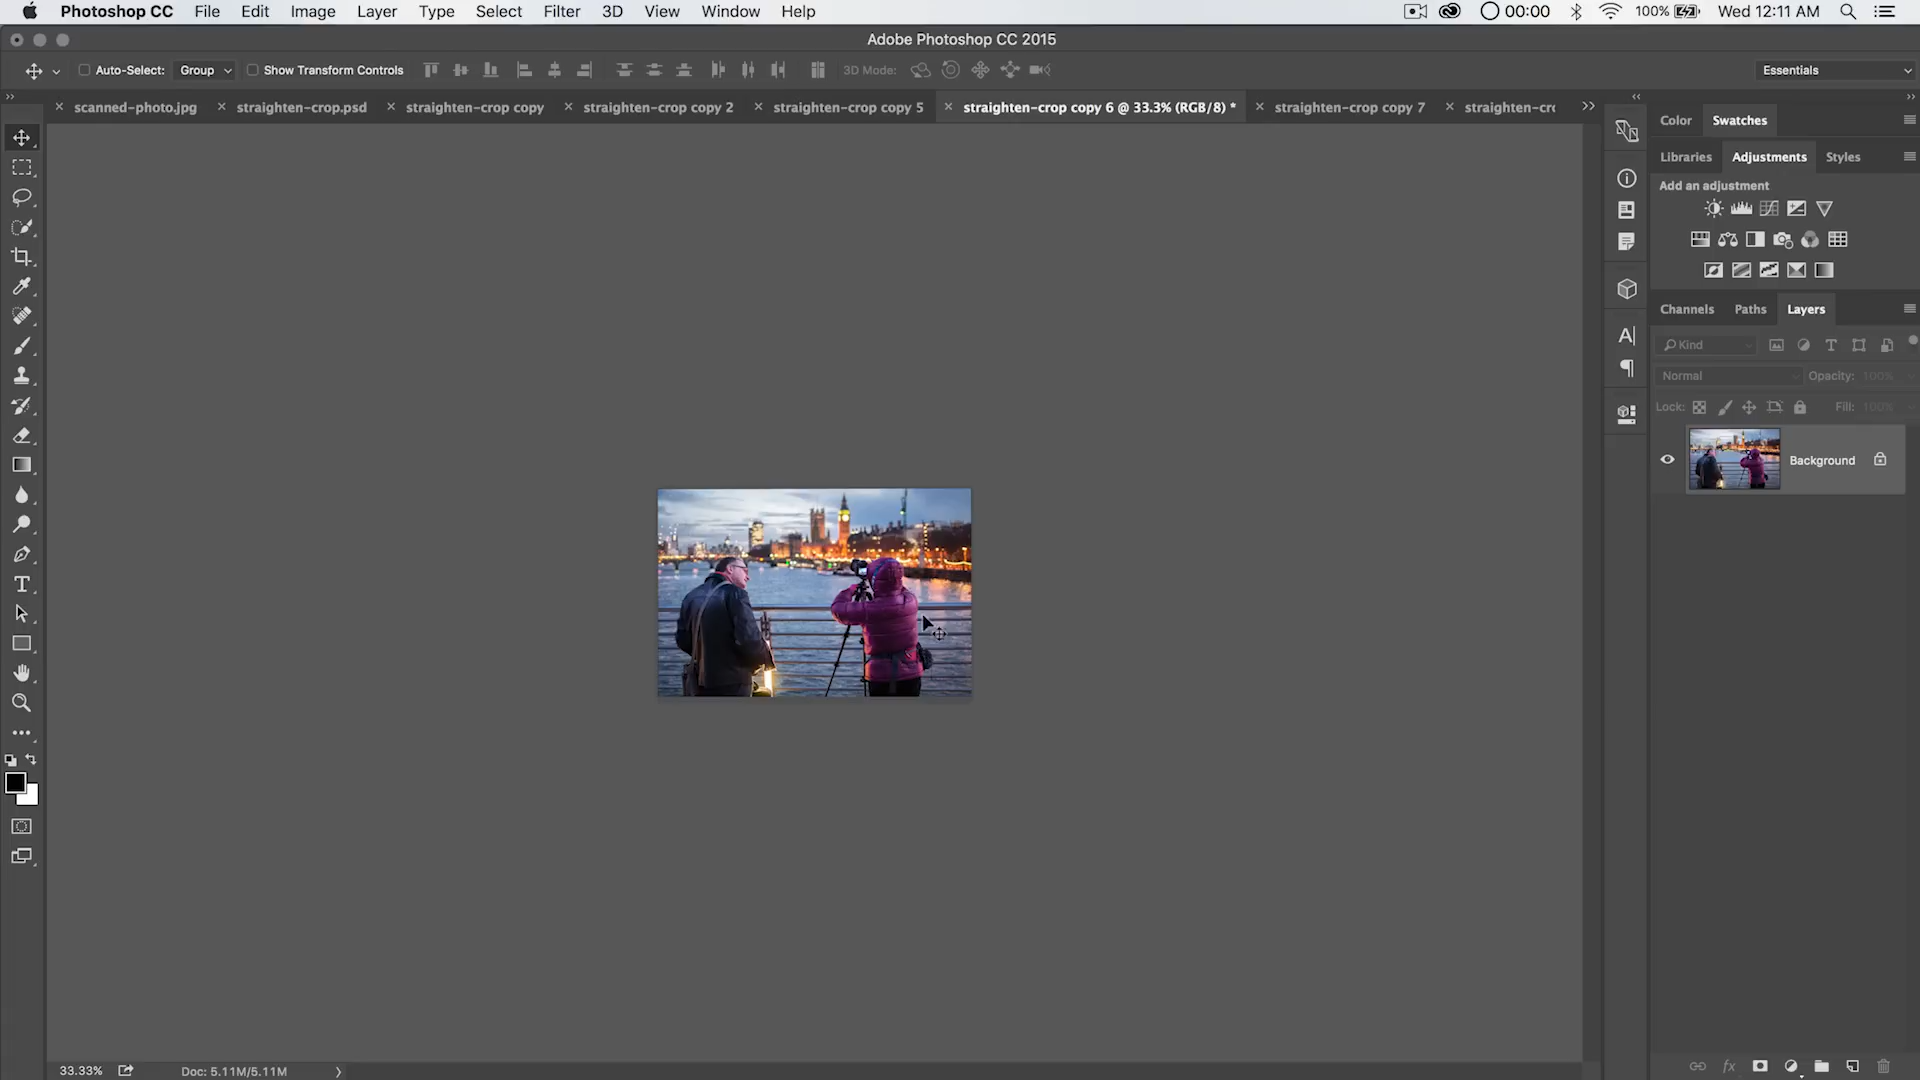 Photoshop CC File Edit Image Layer Type Select Filter 3D View Window Help 00:00 100% Wed 12:11 AM
Adobe Photoshop CC 2015
Auto-Select: Group Show Transform Controls 3D Mode: Essentials
scanned-photo.jpg straighten-crop.psd straighten-crop copy straighten-crop copy 2 straighten-crop copy 5 straighten-crop copy 6 @ 33.3% (RGB/8) * straighten-crop copy 7 straighten-cro
Color Swatches
Libraries Adjustments Styles
Add an adjustment
Channels Paths Layers
Kind
Normal Opacity: 100%
Lock: Fill: 100%
Background
33.33% Doc: 5.11M/5.11M